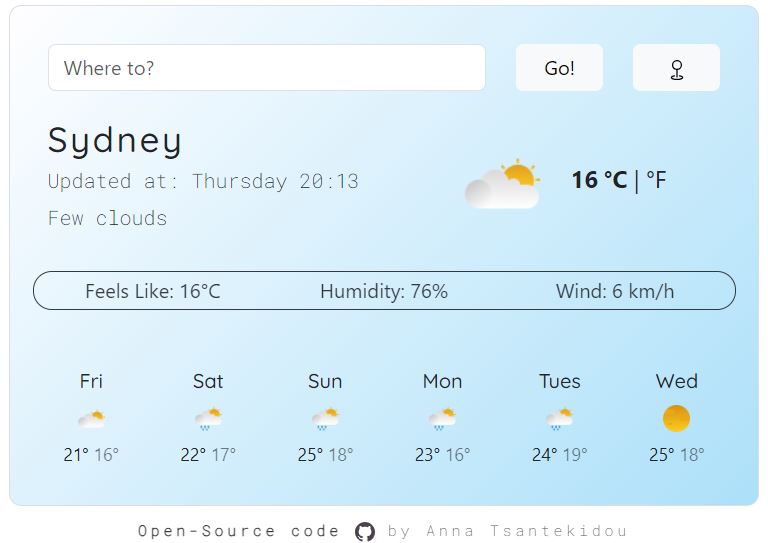 Where to? Go!
Sydney
Updated at: Thursday 20:13
16 °C | °F
Few clouds
Feels Like: 16°C Humidity: 76% Wind: 6 km/h
Fri Sat Sun Mon Tues Wed
21° 16° 22° 17° 25° 18° 23° 16° 24° 19° 25° 18°
Open-Source code by Anna Tsantekidou